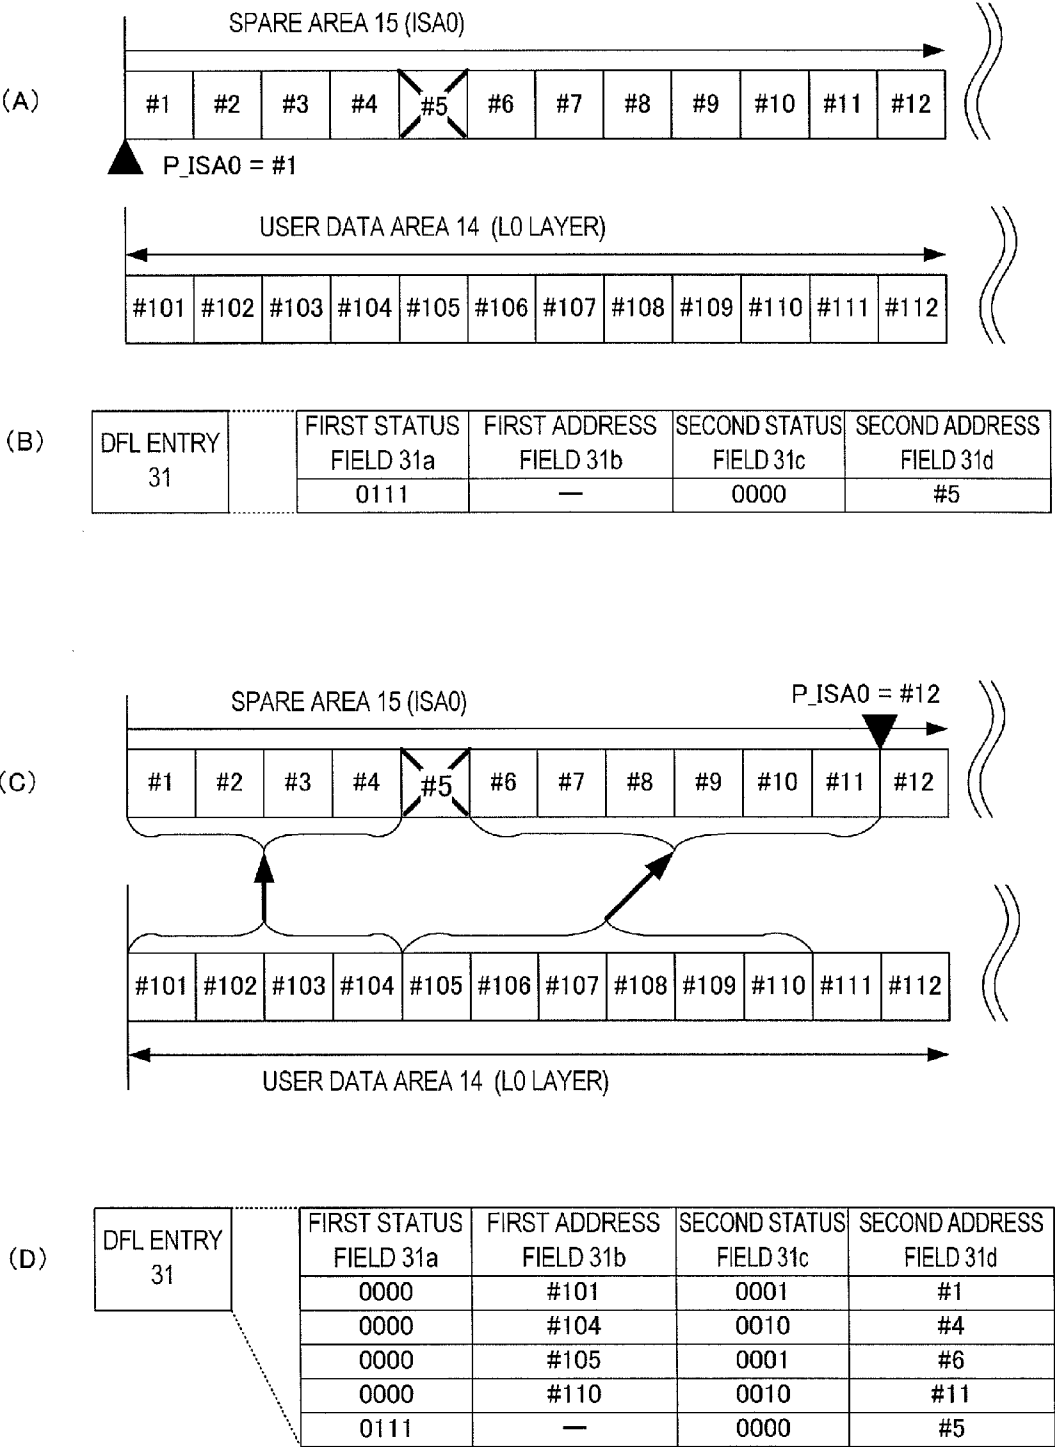 SPARE AREA 15 (ISA0)
(A)
#1 #2 #3 #4 #5 #6 #7 #8 #9 #10 #11 #12
P_ISA0 = #1
USER DATA AREA 14 (L0 LAYER)
#101 #102 #103 #104 #105 #106 #107 #108 #109 #110 #111 #112
(B)
DFL ENTRY
31
FIRST STATUS FIRST ADDRESS SECOND STATUS SECOND ADDRESS
FIELD 31a FIELD 31b FIELD 31c FIELD 31d
0111 — 0000 #5
SPARE AREA 15 (ISA0)
P_ISA0 = #12
(C)
#1 #2 #3 #4 #5 #6 #7 #8 #9 #10 #11 #12
#101 #102 #103 #104 #105 #106 #107 #108 #109 #110 #111 #112
USER DATA AREA 14 (L0 LAYER)
(D)
DFL ENTRY
31
FIRST STATUS FIRST ADDRESS SECOND STATUS SECOND ADDRESS
FIELD 31a FIELD 31b FIELD 31c FIELD 31d
0000 #101 0001 #1
0000 #104 0010 #4
0000 #105 0001 #6
0000 #110 0010 #11
0111 — 0000 #5